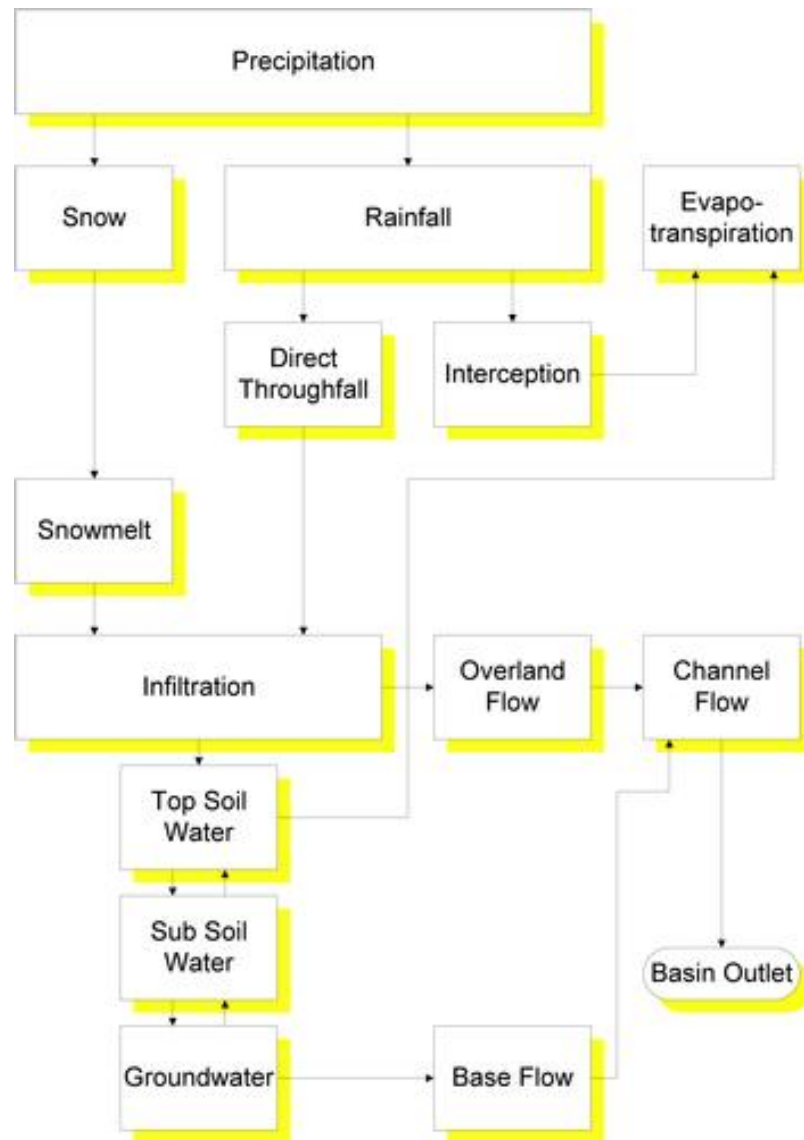 Precipitation
Snow
Rainfall
Evapo-
transpiration
Direct
Throughfall
Interception
Snowmelt
Infiltration
Overland
Flow
Channel
Flow
Top Soil
Water
Sub Soil
Water
Basin Outlet
Groundwater
Base Flow